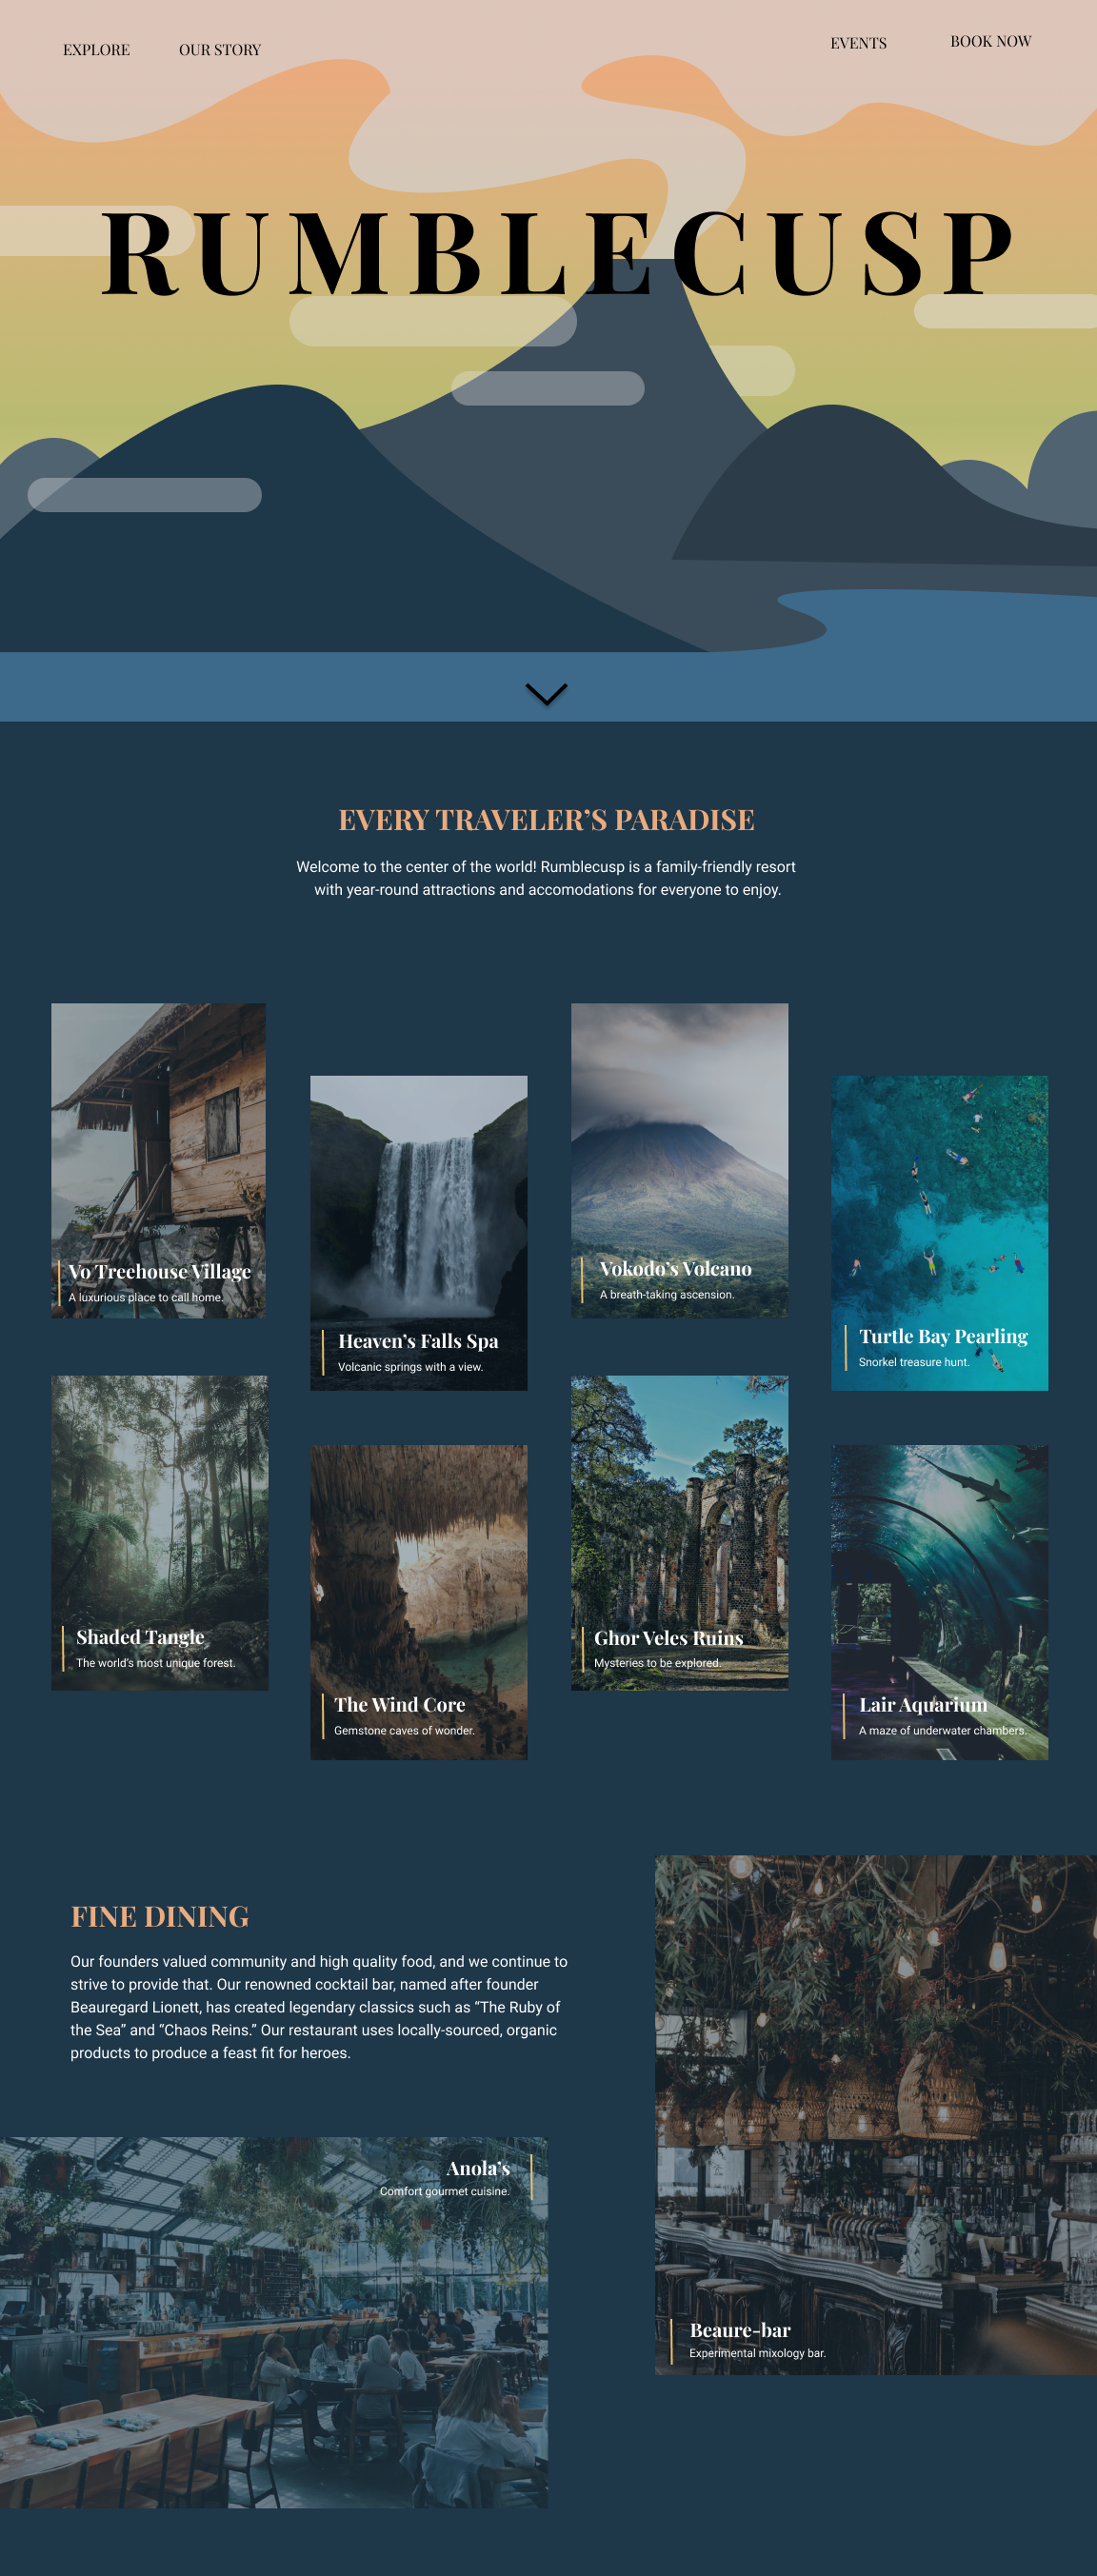 EXPLORE
OUR STORY
EVENTS
BOOK NOW
RUMBLECUSP
EVERY TRAVELER’S PARADISE
Welcome to the center of the world! Rumblecusp is a family-friendly resort
with year-round attractions and accomodations for everyone to enjoy.
Vo Treehouse Village
A luxurious place to call home.
Heaven’s Falls Spa
Volcanic springs with a view.
Vokodo’s Volcano
A breath-taking ascension.
Turtle Bay Pearling
Snorkel treasure hunt.
Shaded Tangle
The world’s most unique forest.
The Wind Core
Gemstone caves of wonder.
Ghor Veles Ruins
Mysteries to be explored.
Lair Aquarium
A maze of underwater chambers.
FINE DINING
Our founders valued community and high quality food, and we continue to
strive to provide that. Our renowned cocktail bar, named after founder
Beauregard Lionett, has created legendary classics such as “The Ruby of
the Sea” and “Chaos Reins.” Our restaurant uses locally-sourced, organic
products to produce a feast fit for heroes.
Anola’s
Comfort gourmet cuisine.
Beaure-bar
Experimental mixology bar.